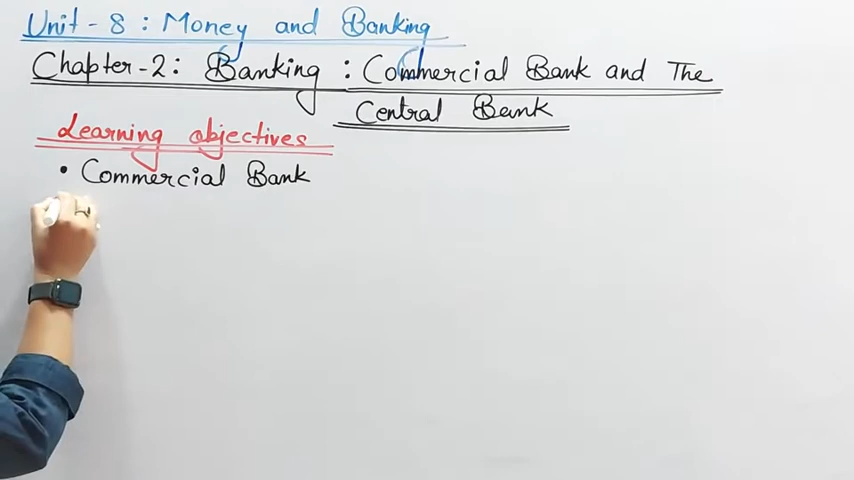 Unit - 8 : Money and Banking
Chapter-2: Banking : Commercial Bank and The
Central Bank
Learning objectives
• Commercial Bank